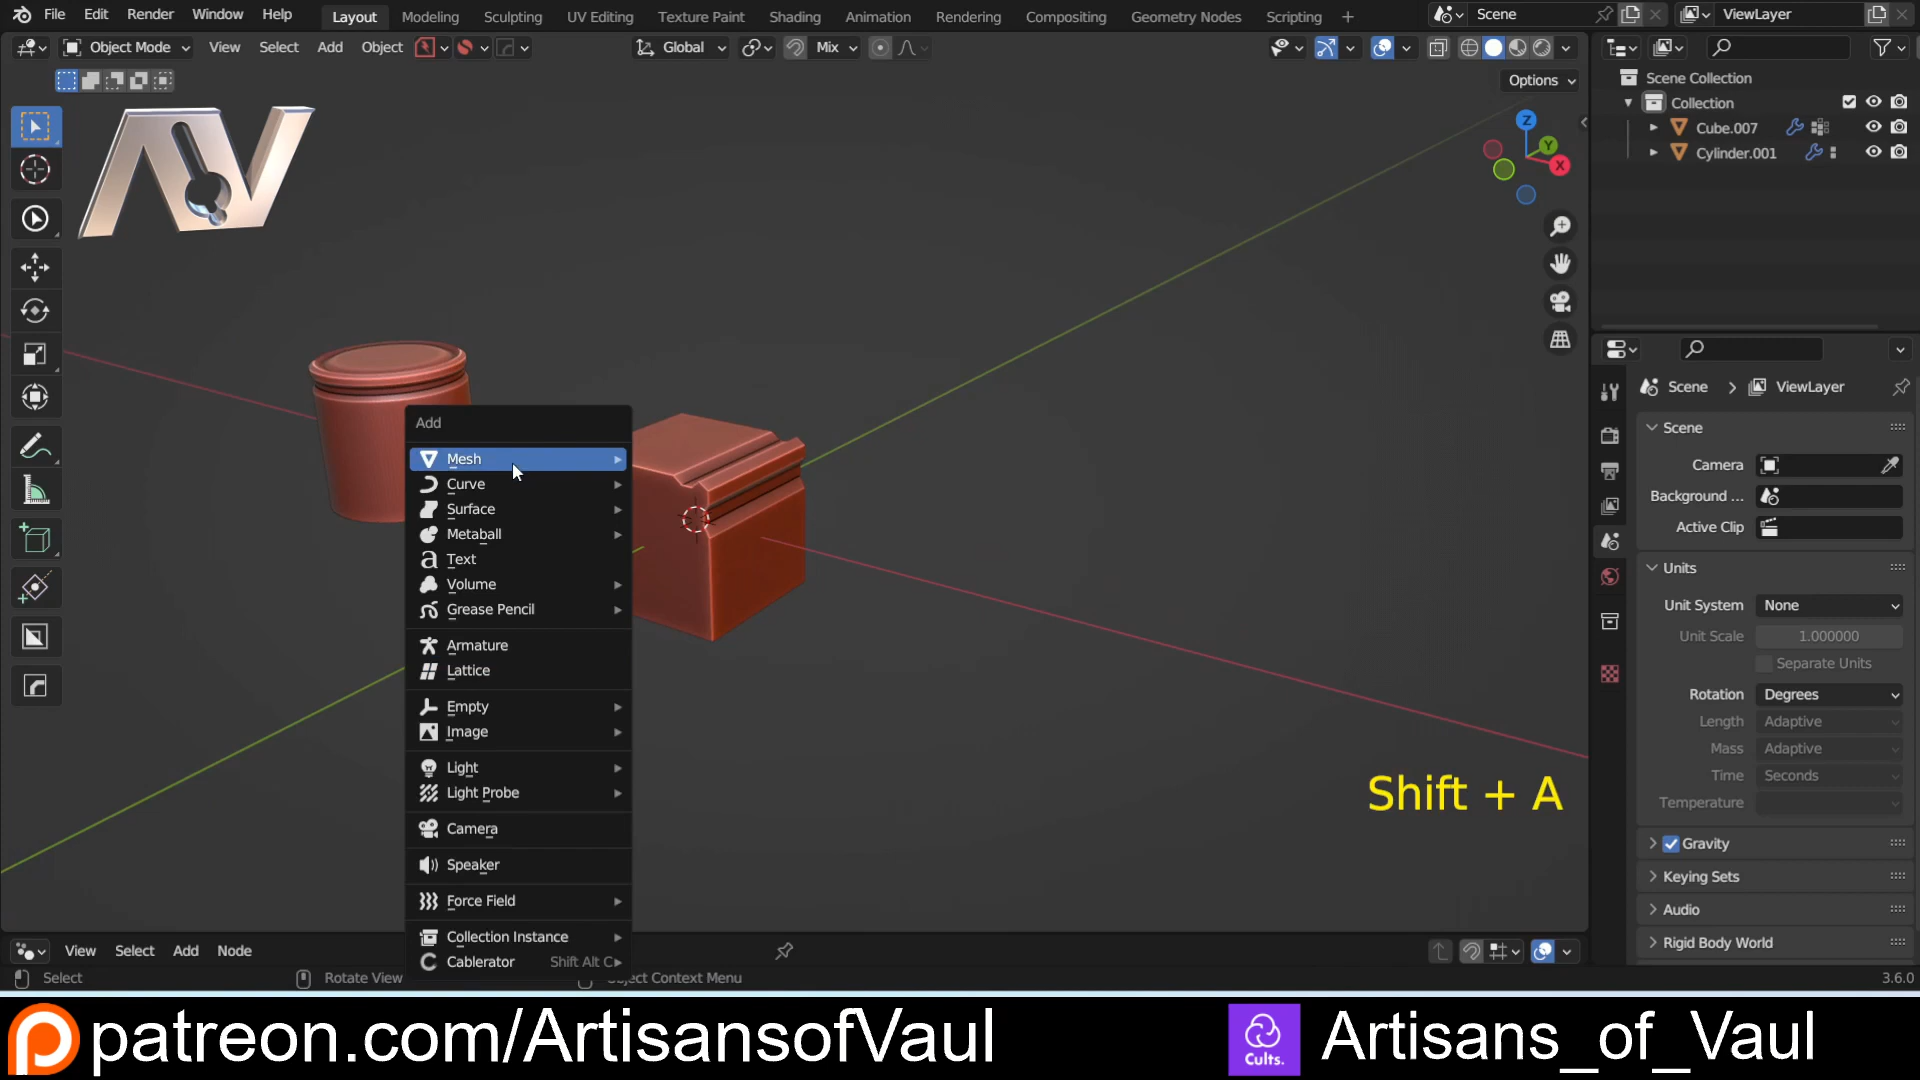 File Edit Render Window Help Layout Modeling Sculpting UV Editing Texture Paint Shading Animation Rendering Compositing Geometry Nodes Scripting + Scene ViewLayer
Object Mode View Select Add Object Global Mix
Options
Scene Collection
Collection
Cube.007
Cylinder.001
Z
Y
X
Scene > ViewLayer
Scene
Camera
Background ...
Active Clip
Units
Unit System None
Unit Scale 1.000000
Separate Units
Rotation Degrees
Length Adaptive
Mass Adaptive
Time Seconds
Temperature
Gravity
Keying Sets
Audio
Rigid Body World
Add
Mesh
Curve
Surface
Metaball
Text
Volume
Grease Pencil
Armature
Lattice
Empty
Image
Light
Light Probe
Camera
Speaker
Force Field
Collection Instance
Cablerator Shift Alt C
Shift + A
View Select Add Node
Select Rotate View Object Context Menu 3.6.0
patreon.com/ArtisansofVaul
Cults.
Artisans_of_Vaul